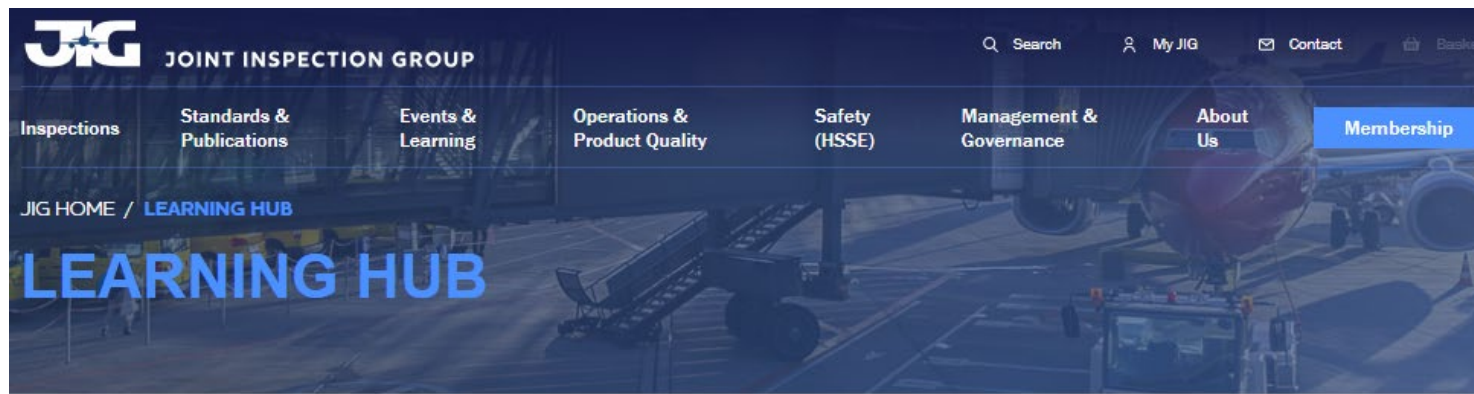 JIG JOINT INSPECTION GROUP
Search My JIG Contact
Inspections Standards & Events & Operations & Safety Management & About Membership
Publications Learning Product Quality (HSSE) Governance Us
JIG HOME / LEARNING HUB
LEARNING HUB